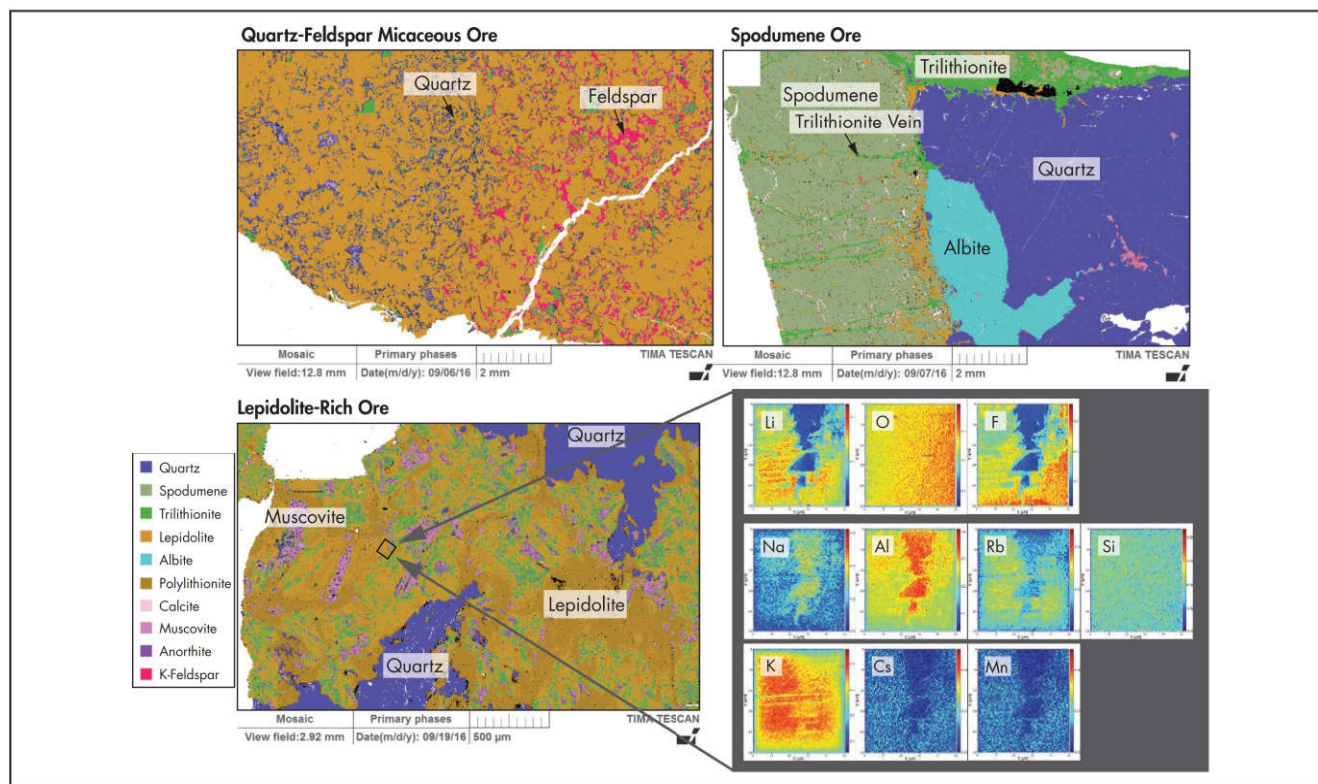 Quartz-Feldspar Micaceous Ore
Quartz
Feldspar
Mosaic
Primary phases
TIMA TESCAN
View field:12.8 mm
Date(m/d/y): 09/06/16
2 mm
Spodumene Ore
Trilithionite
Spodumene
Trilithionite Vein
Quartz
Albite
Mosaic
Primary phases
TIMA TESCAN
View field:12.8 mm
Date(m/d/y): 09/07/16
2 mm
Lepidolite-Rich Ore
Quartz
Muscovite
Lepidolite
Quartz
Mosaic
Primary phases
TIMA TESCAN
View field:2.92 mm
Date(m/d/y): 09/19/16
500 µm
Quartz
Spodumene
Trilithionite
Lepidolite
Albite
Polylithionite
Calcite
Muscovite
Anorthite
K-Feldspar
Li
O
F
Na
Al
Rb
Si
K
Cs
Mn